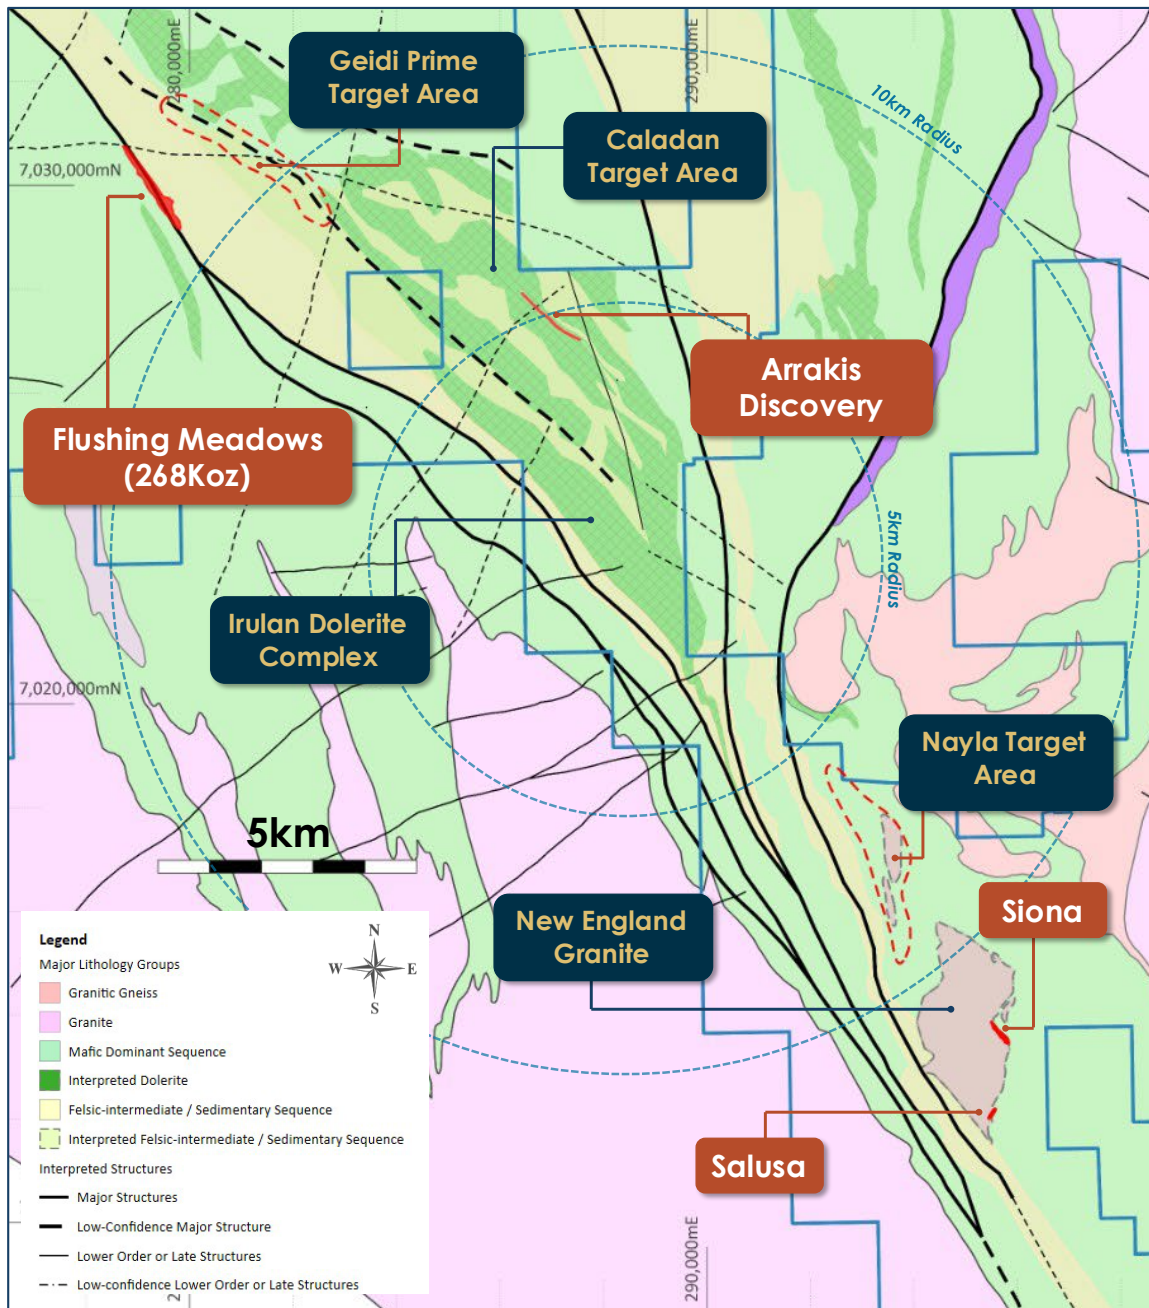 280,000mE
290,000mE
Geidi Prime
Target Area
10km Radius
Caladan
Target Area
7,030,000mN
Arrakis
Discovery
Flushing Meadows
(268Koz)
5km Radius
Irulan Dolerite
Complex
7,020,000mN
Nayla Target
Area
5km
New England
Granite
Siona
Salusa
Legend
Major Lithology Groups
Granitic Gneiss
Granite
Mafic Dominant Sequence
Interpreted Dolerite
Felsic-intermediate / Sedimentary Sequence
Interpreted Felsic-intermediate / Sedimentary Sequence
Interpreted Structures
Major Structures
Low-Confidence Major Structure
Lower Order or Late Structures
Low-confidence Lower Order or Late Structures
N
W
E
S
290,000mE